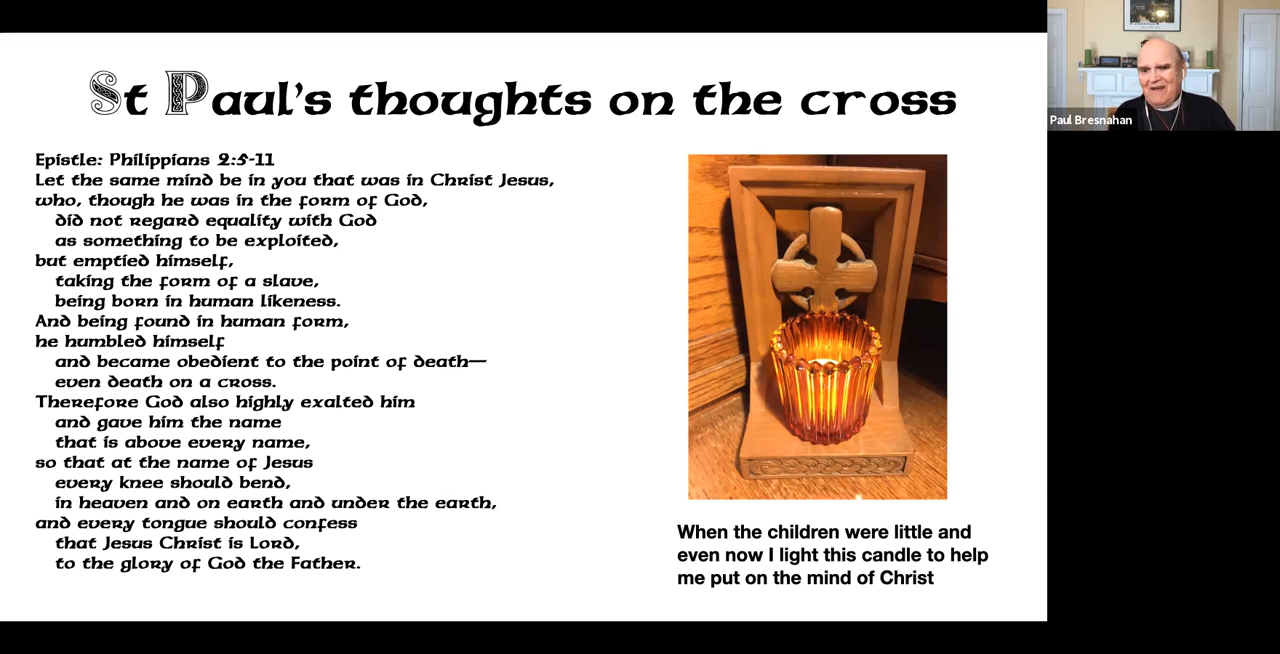 St Paul's thoughts on the cross
Epistle: Philippians 2:5-11
Let the same mind be in you that was in Christ Jesus,
who, though he was in the form of God,
did not regard equality with God
as something to be exploited,
but emptied himself,
taking the form of a slave,
being born in human likeness.
And being found in human form,
he humbled himself
and became obedient to the point of death—
even death on a cross.
Therefore God also highly exalted him
and gave him the name
that is above every name,
so that at the name of Jesus
every knee should bend,
in heaven and on earth and under the earth,
and every tongue should confess
that Jesus Christ is Lord,
to the glory of God the Father.
When the children were little and
even now I light this candle to help
me put on the mind of Christ
Paul Bresnahan